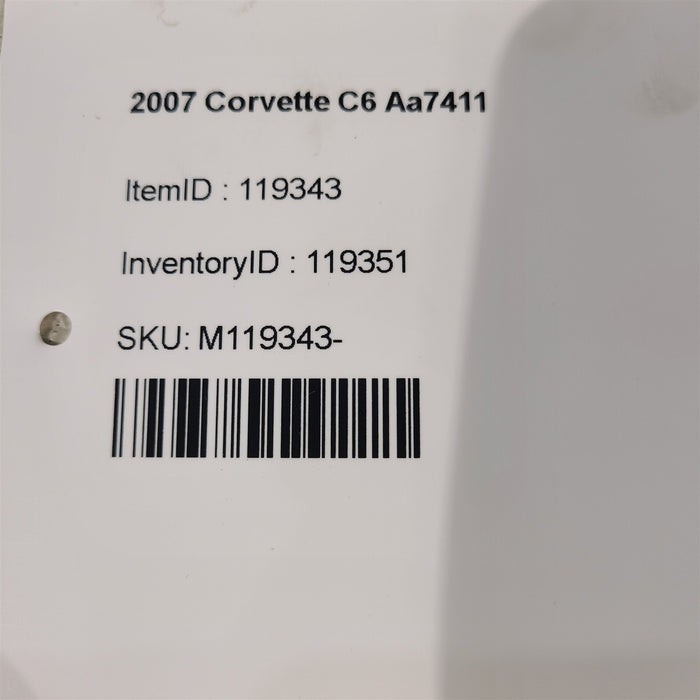 2007 Corvette C6 Aa7411
ItemID : 119343
InventoryID : 119351
SKU: M119343-